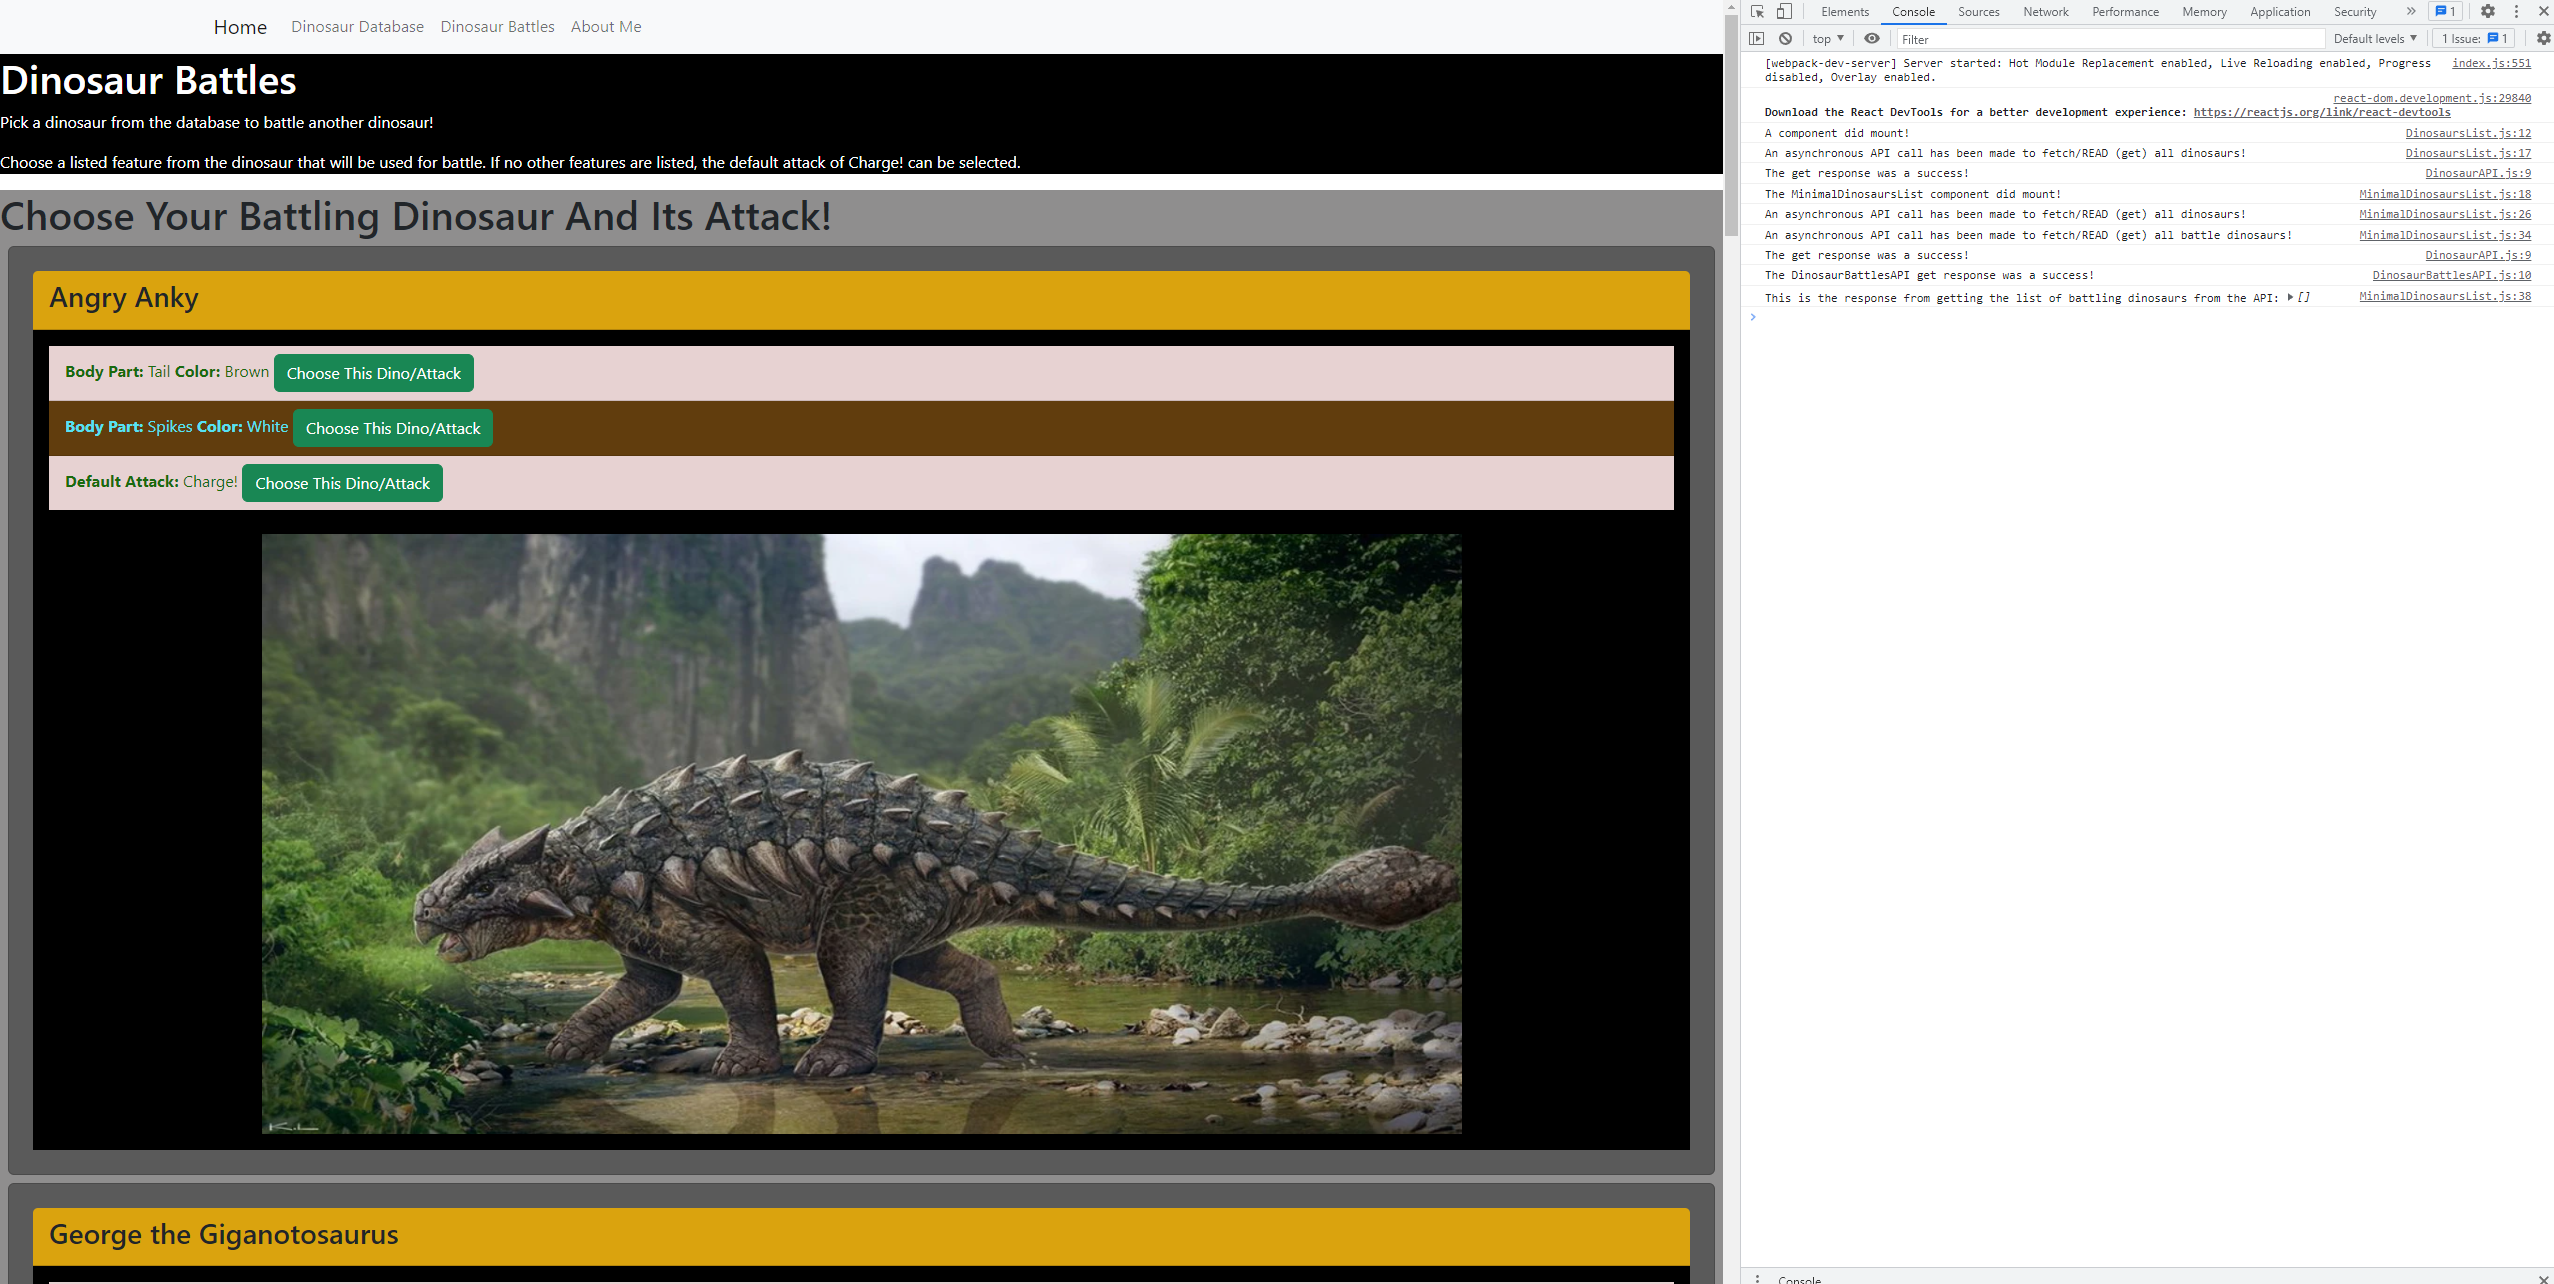 Home Dinosaur Database Dinosaur Battles About Me
Dinosaur Battles
Pick a dinosaur from the database to battle another dinosaur!
Choose a listed feature from the dinosaur that will be used for battle. If no other features are listed, the default attack of Charge! can be selected.
Choose Your Battling Dinosaur And Its Attack!
Angry Anky
Body Part: Tail Color: Brown Choose This Dino/Attack
Body Part: Spikes Color: White Choose This Dino/Attack
Default Attack: Charge! Choose This Dino/Attack
George the Giganotosaurus
Elements Console Sources Network Performance Memory Application Security » 1
top Filter Default levels 1 Issue: 1
[webpack-dev-server] Server started: Hot Module Replacement enabled, Live Reloading enabled, Progress index.js:551
disabled, Overlay enabled.
react-dom.development.js:29840
Download the React DevTools for a better development experience: https://reactjs.org/link/react-devtools
A component did mount! DinosaursList.js:12
An asynchronous API call has been made to fetch/READ (get) all dinosaurs! DinosaursList.js:17
The get response was a success! DinosaurAPI.js:9
The MinimalDinosaursList component did mount! MinimalDinosaursList.js:18
An asynchronous API call has been made to fetch/READ (get) all dinosaurs! MinimalDinosaursList.js:26
An asynchronous API call has been made to fetch/READ (get) all battle dinosaurs! MinimalDinosaursList.js:34
The get response was a success! DinosaurAPI.js:9
The DinosaurBattlesAPI get response was a success! DinosaurBattlesAPI.js:10
This is the response from getting the list of battling dinosaurs from the API: ▶ [] MinimalDinosaursList.js:38
>
Console